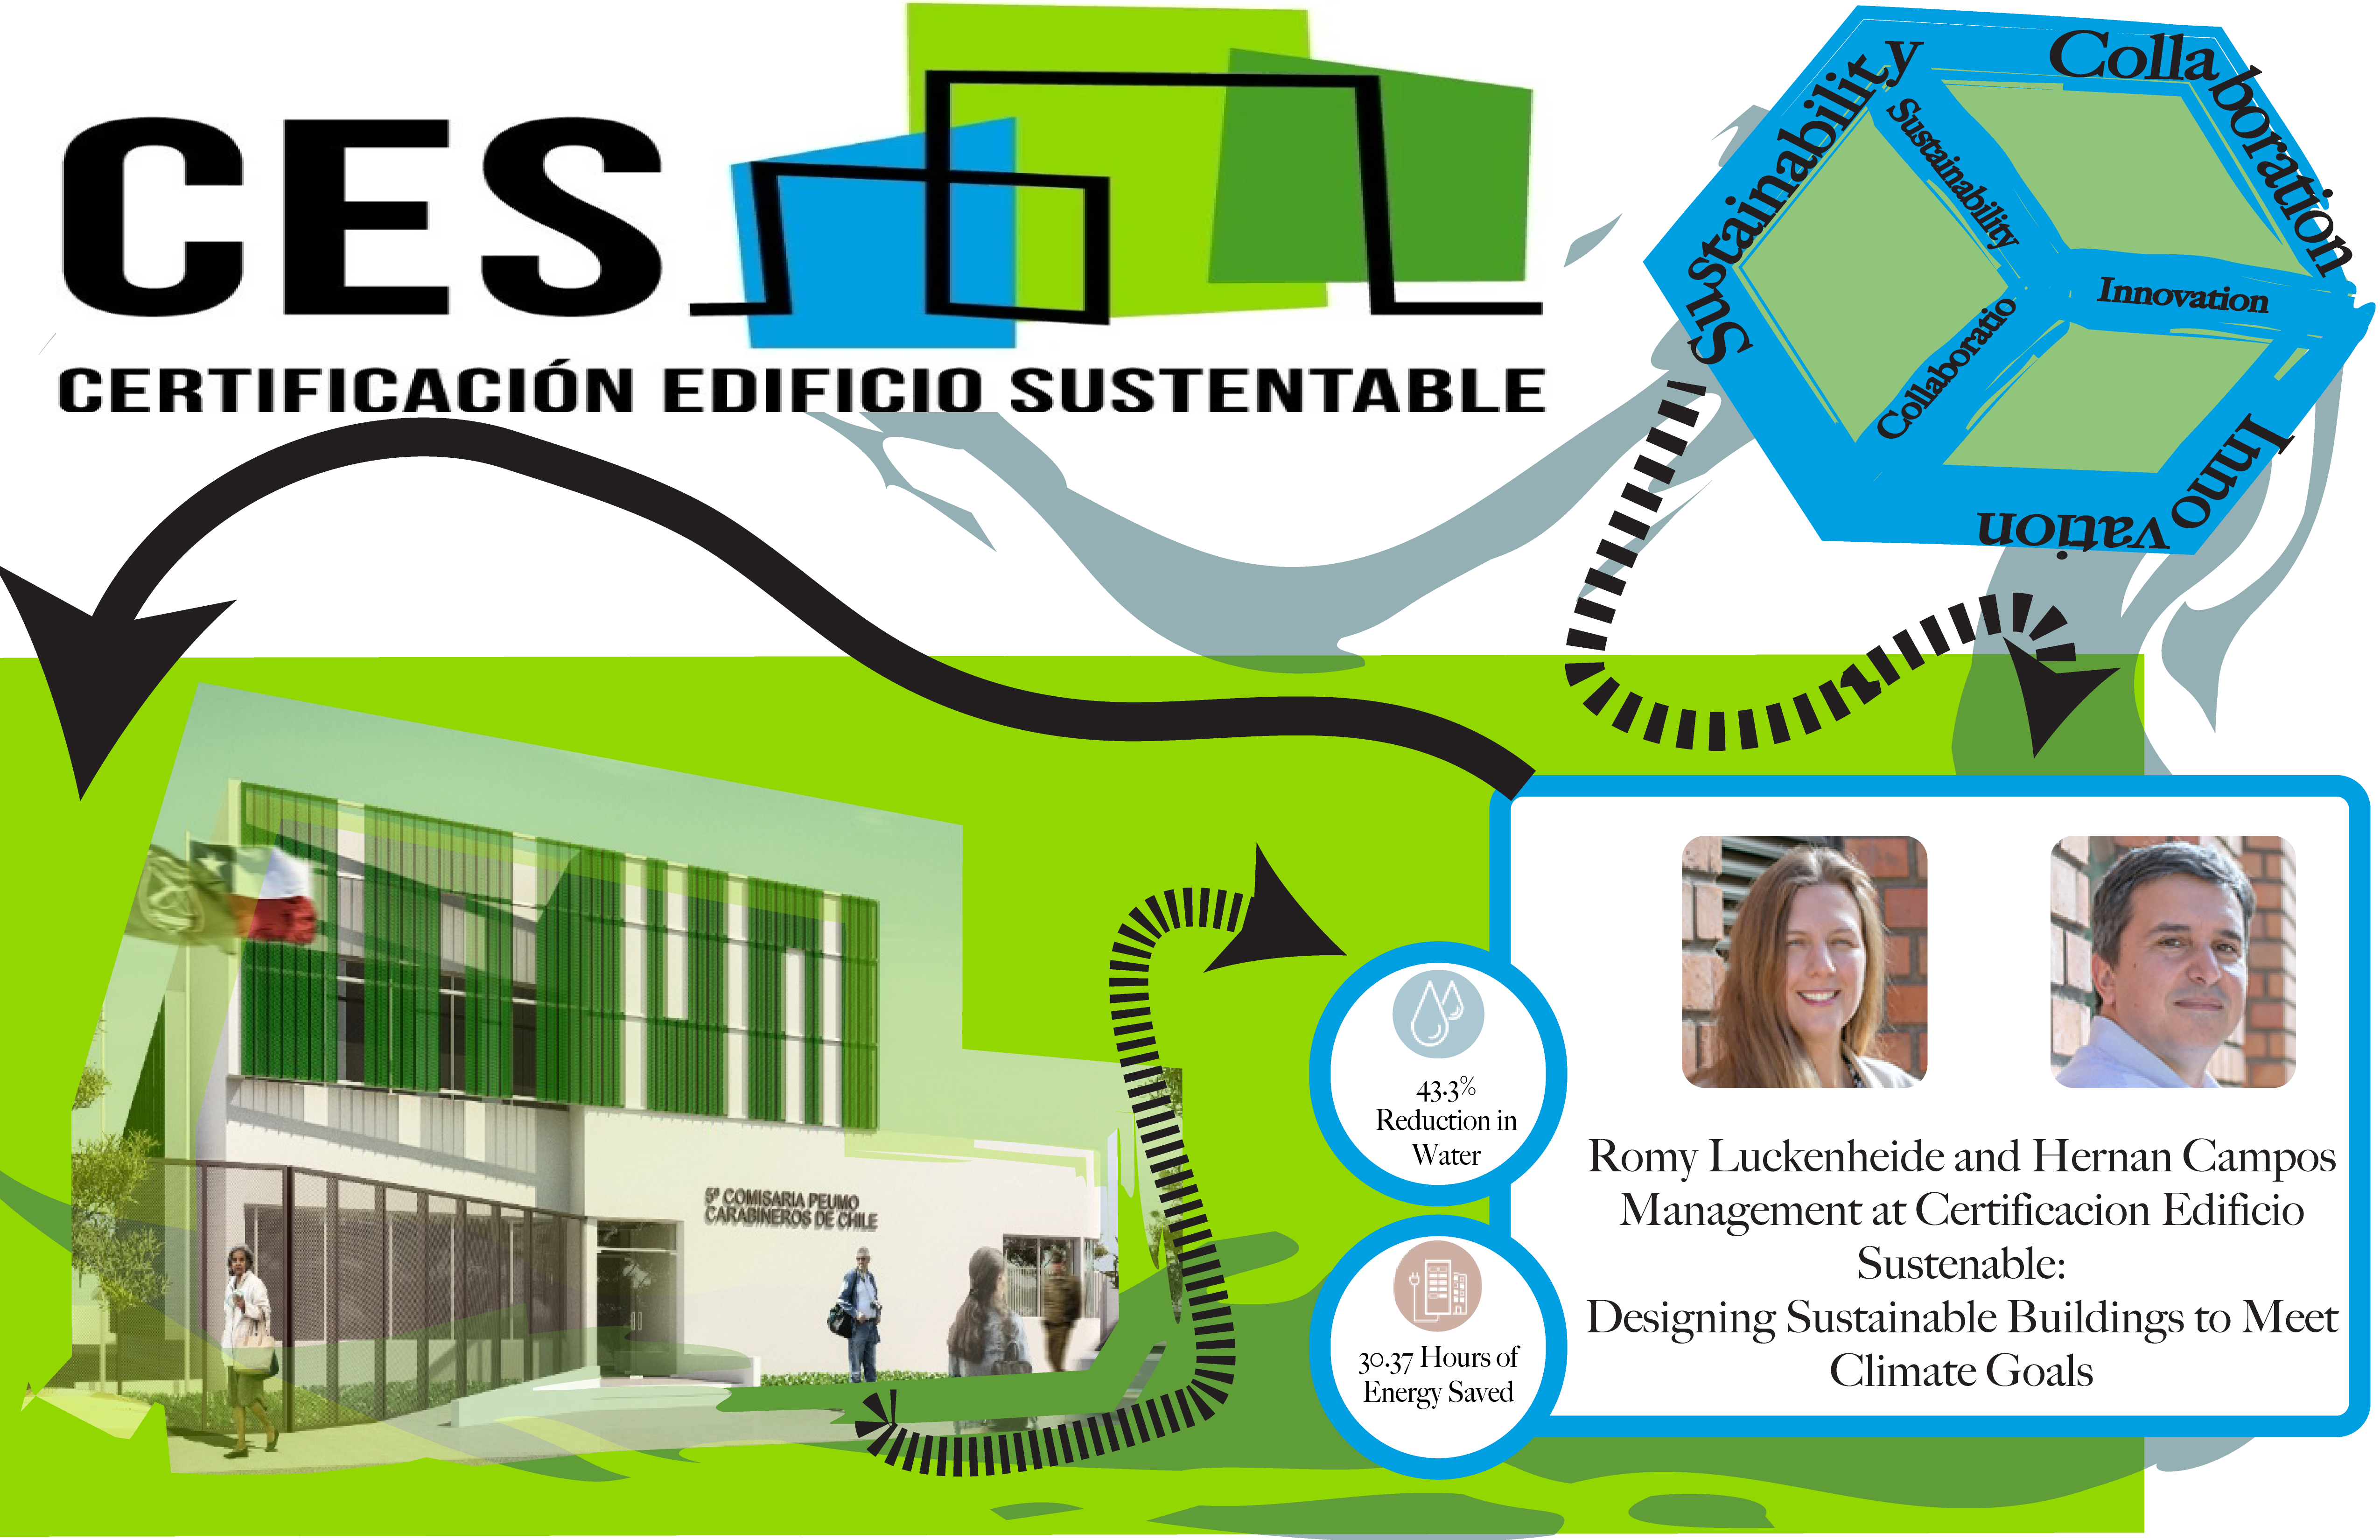 CES
CERTIFICACIÓN EDIFICIO SUSTENTABLE
Sustainability
Collaboration
Innovation
Sustainability
Innovation
Collaboratio
5ª COMISARIA PEUMO
CARABINEROS DE CHILE
43.3%
Reduction in
Water
30.37 Hours of
Energy Saved
Romy Luckenheide and Hernan Campos
Management at Certificacion Edificio
Sustenable:
Designing Sustainable Buildings to Meet
Climate Goals